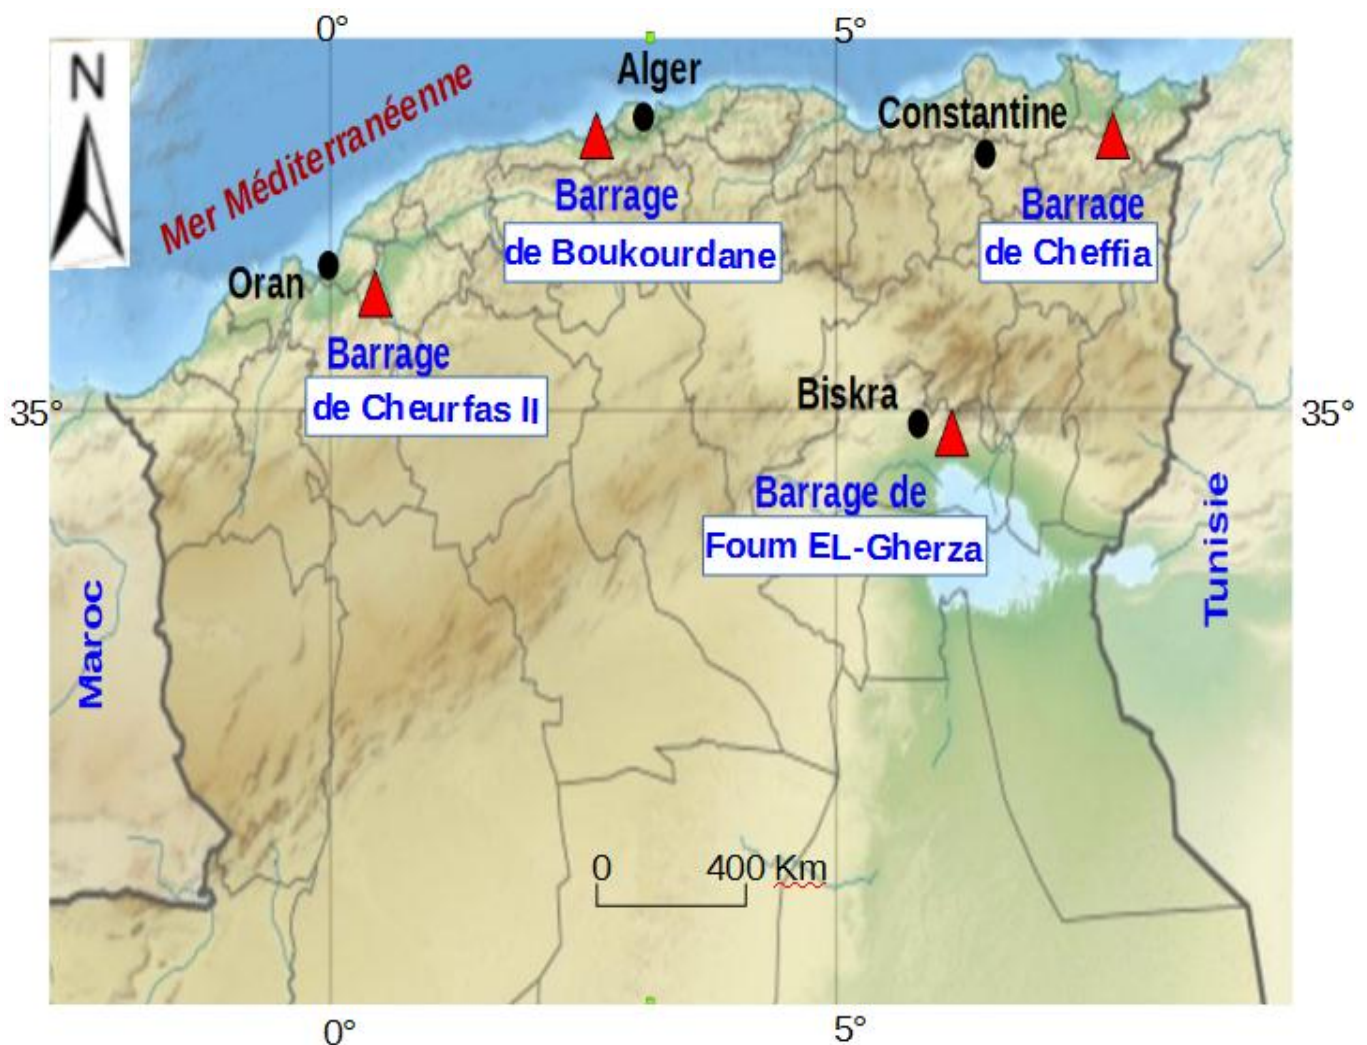 0°
5°
N
Alger
Mer Méditerranéenne
Constantine
Barrage
de Boukourdane
Barrage
de Cheffia
Oran
Barrage
de Cheurfas II
35°
35°
Biskra
Barrage de
Foum EL-Gherza
Maroc
Tunisie
0
400 Km
0°
5°